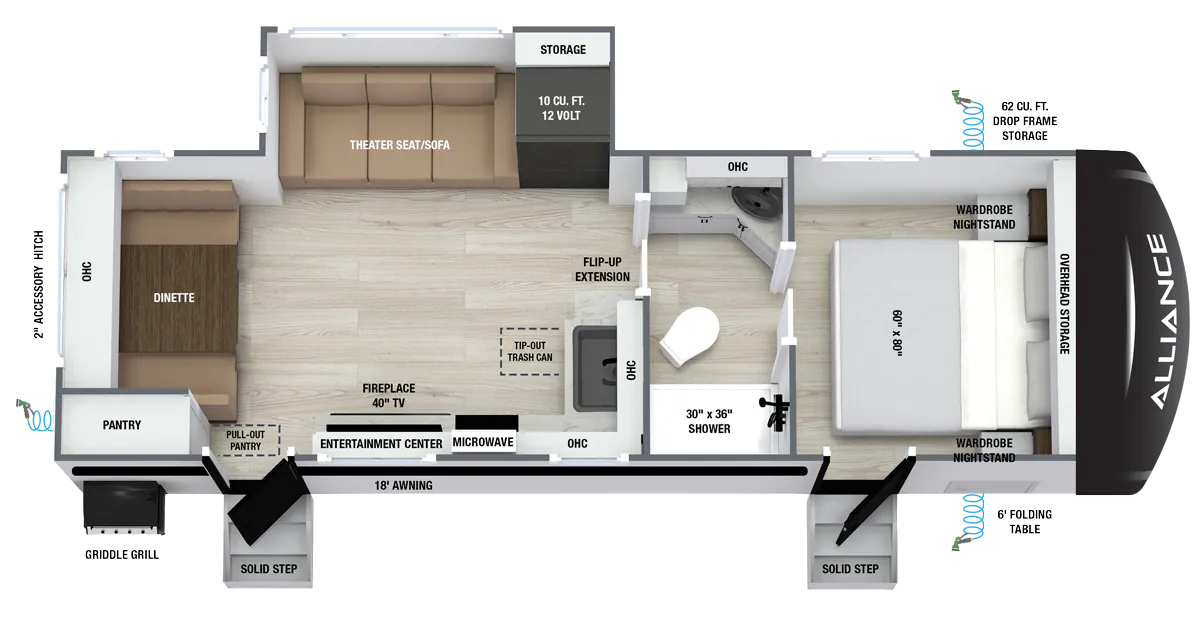 STORAGE
10 CU. FT.
12 VOLT
THEATER SEAT/SOFA
62 CU. FT.
DROP FRAME
STORAGE
OHC
WARDROBE
NIGHTSTAND
2" ACCESSORY HITCH
OHC
DINETTE
FLIP-UP
EXTENSION
60" x 80"
OVERHEAD STORAGE
ALLIANCE
TIP-OUT
TRASH CAN
OHC
FIREPLACE
40" TV
30" x 36"
SHOWER
PANTRY
PULL-OUT
PANTRY
ENTERTAINMENT CENTER
MICROWAVE
OHC
WARDROBE
NIGHTSTAND
18' AWNING
GRIDDLE GRILL
SOLID STEP
SOLID STEP
6' FOLDING
TABLE